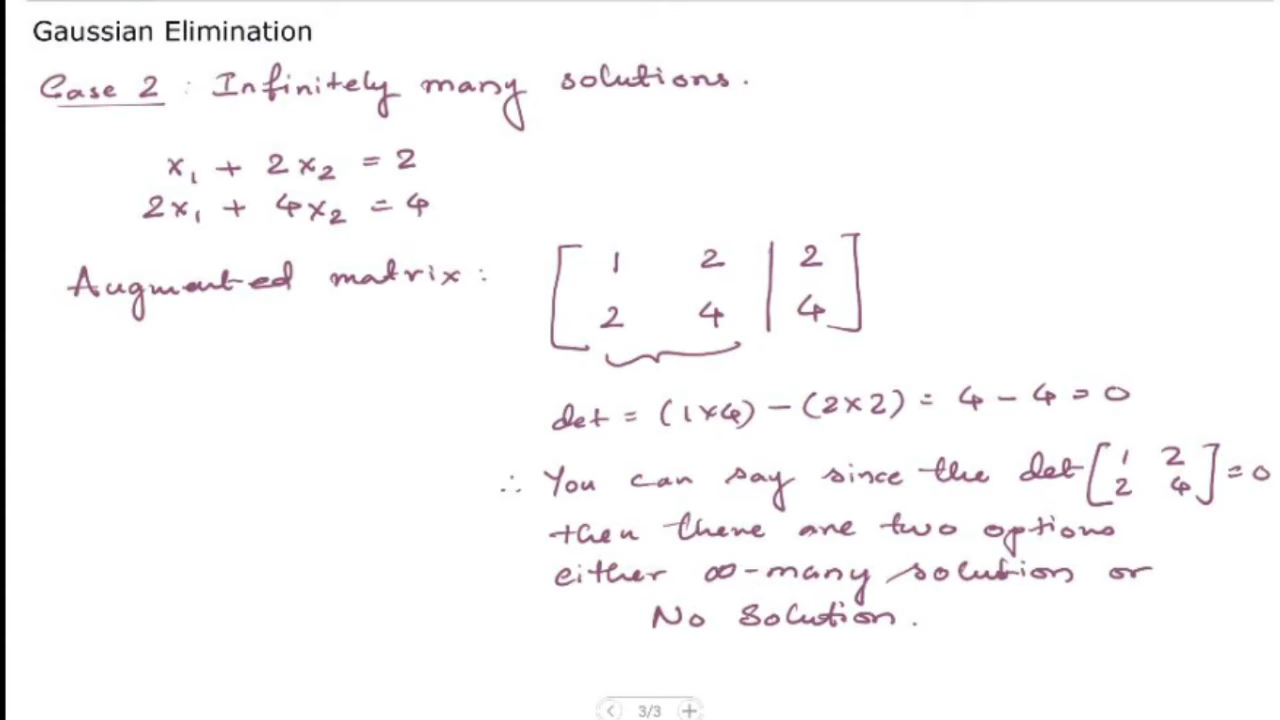 Gaussian Elimination
Case 2 : Infinitely many solutions.
x₁ + 2x₂ = 2
2x₁ + 4x₂ = 4
Augmented matrix : [ 1 2 | 2
2 4 | 4 ]
det = (1×4) - (2×2) = 4 - 4 = 0
∴ You can say since the det [ 1 2
2 4 ] = 0
then there are two options
either ∞-many solution or
No Solution.
< 3/3 +